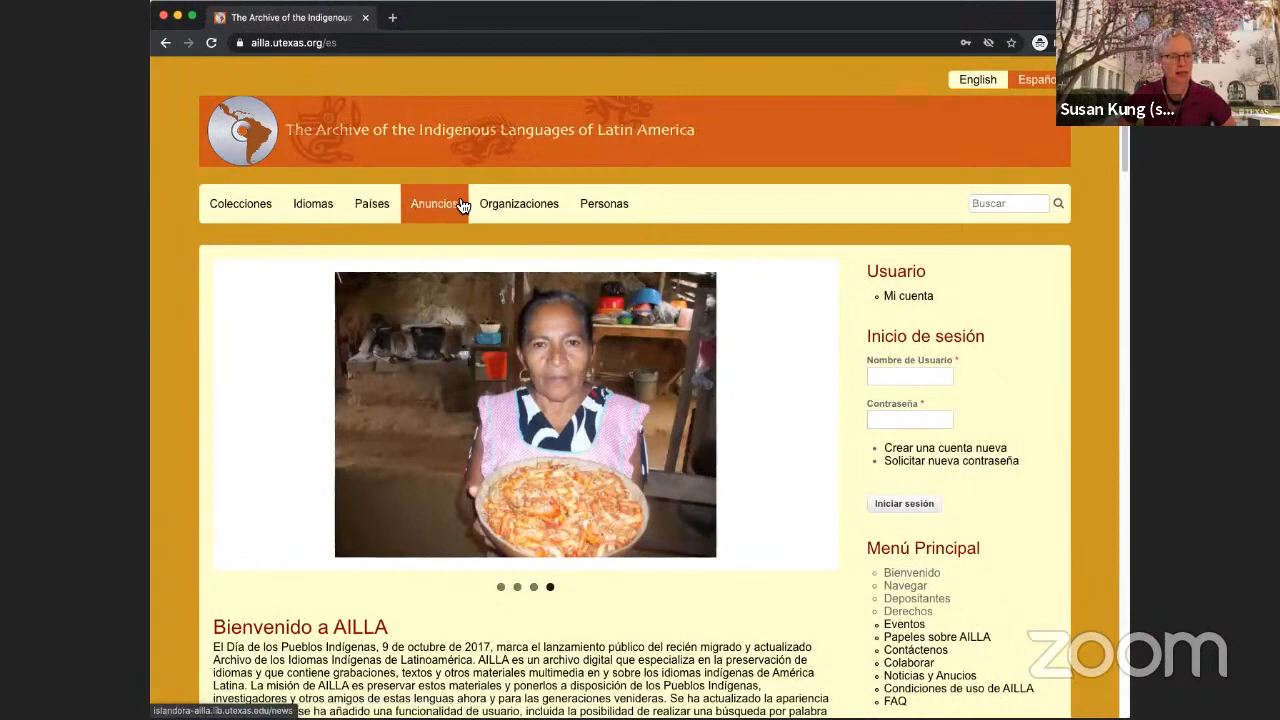 The Archive of the Indigenous
ailla.utexas.org/es
Susan Kung (s...
English
Españo
The Archive of the Indigenous Languages of Latin America
Colecciones Idiomas Países Anuncios Organizaciones Personas Buscar
Usuario
Mi cuenta
Inicio de sesión
Nombre de Usuario *
Contraseña *
Crear una cuenta nueva
Solicitar nueva contraseña
Iniciar sesión
Menú Principal
Bienvenido
Navegar
Depositantes
Derechos
Eventos
Papeles sobre AILLA
Contáctenos
Colaborar
Noticias y Anucios
Condiciones de uso de AILLA
FAQ
Bienvenido a AILLA
El Día de los Pueblos Indígenas, 9 de octubre de 2017, marca el lanzamiento público del recién migrado y actualizado
Archivo de los Idiomas Indígenas de Latinoamérica. AILLA es un archivo digital que especializa en la preservación de
idiomas y que contiene grabaciones, textos y otros materiales multimedia en y sobre los idiomas indígenas de América
Latina. La misión de AILLA es preservar estos materiales y ponerlos a disposición de los Pueblos Indígenas,
investigadores y otros amigos de estas lenguas ahora y para las generaciones venideras. Se ha actualizado la apariencia
se ha añadido una funcionalidad de usuario, incluida la posibilidad de realizar una búsqueda por palabra
islandora-ailla.lib.utexas.edu/news
zoom